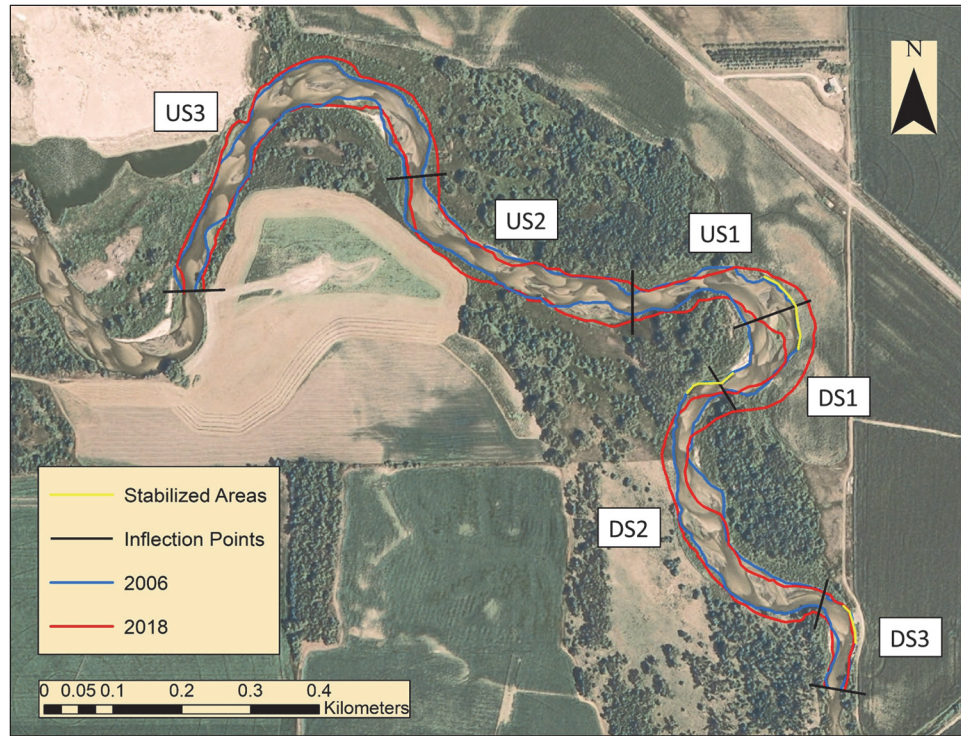 N
US3
US2
US1
DS1
DS2
DS3
Stabilized Areas
Inflection Points
2006
2018
0 0.05 0.1 0.2 0.3 0.4
Kilometers